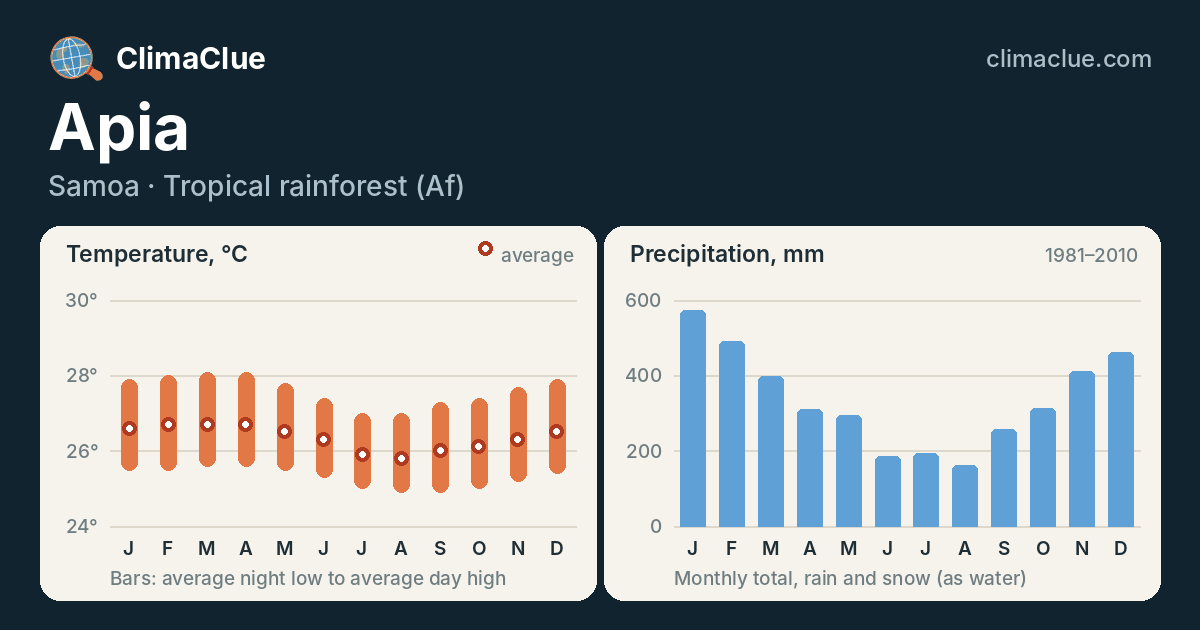 ClimaClue
climaclue.com
Apia
Samoa · Tropical rainforest (Af)
Temperature, °C
average
30°
28°
26°
24°
J F M A M J J A S O N D
Bars: average night low to average day high
Precipitation, mm
1981–2010
600
400
200
0
J F M A M J J A S O N D
Monthly total, rain and snow (as water)